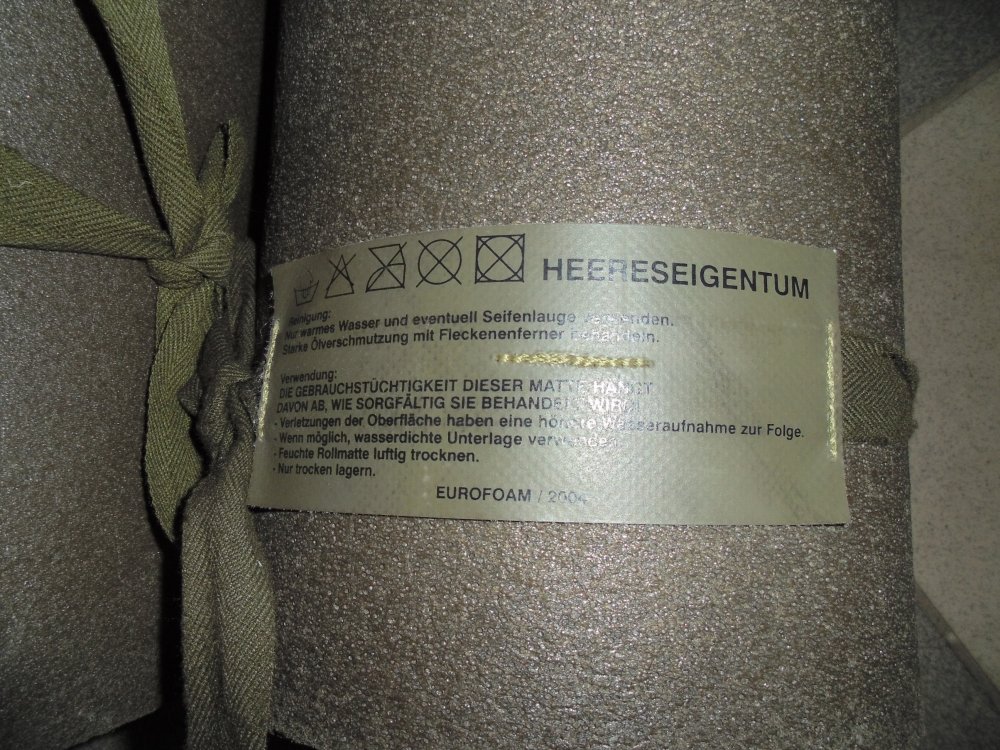 HEERESEIGENTUM
Reinigung:
Nur warmes Wasser und eventuell Seifenlauge verwenden.
Starke Ölverschmutzung mit Fleckenenferner behandeln.
Verwendung:
DIE GEBRAUCHSTÜCHTIGKEIT DIESER MATTE HÄNGT
DAVON AB, WIE SORGFÄLTIG SIE BEHANDELT WIRD!
- Verletzungen der Oberfläche haben eine höhere Wasseraufnahme zur Folge.
- Wenn möglich, wasserdichte Unterlage verwenden.
- Feuchte Rollmatte luftig trocknen.
- Nur trocken lagern.
EUROFOAM / 2004